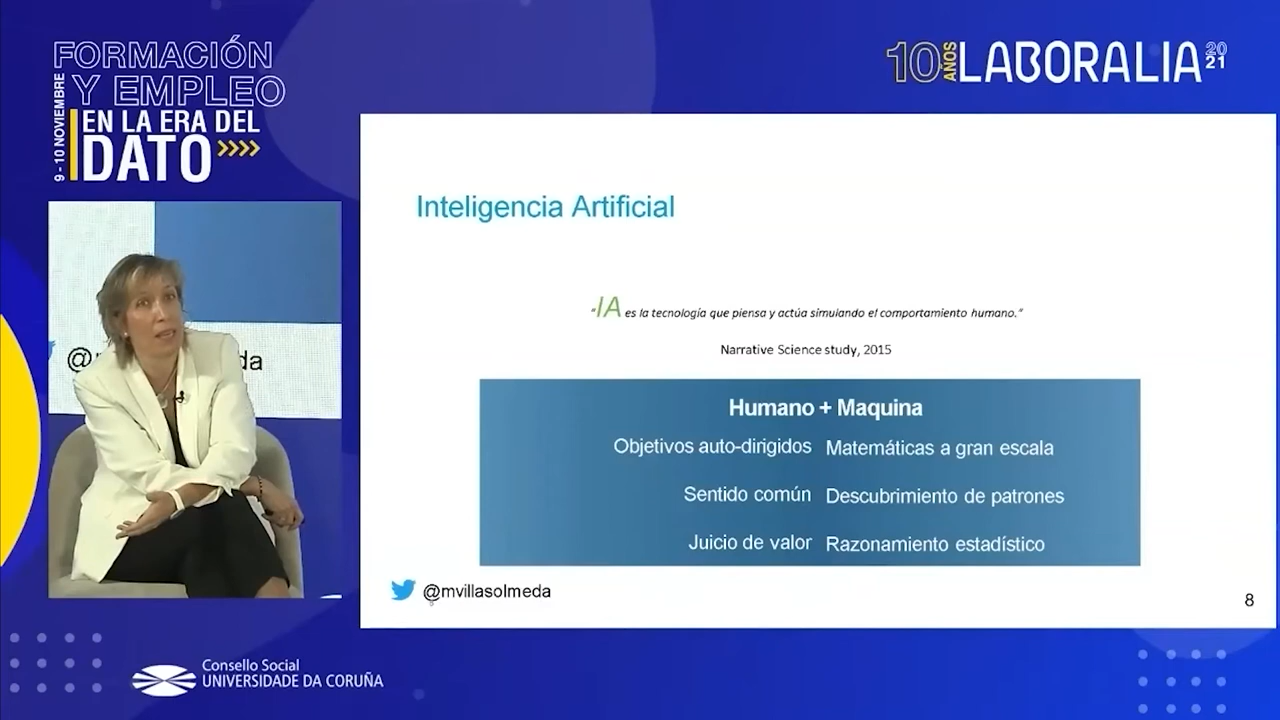 FORMACIÓN
Y EMPLEO
EN LA ERA DEL
DATO
9 - 10 NOVIEMBRE
10 AÑOS LABORALIA 2021
Inteligencia Artificial
"IA es la tecnología que piensa y actúa simulando el comportamiento humano."
Narrative Science study, 2015
Humano + Maquina
Objetivos auto-dirigidos Matemáticas a gran escala
Sentido común Descubrimiento de patrones
Juicio de valor Razonamiento estadístico
@mvillasolmeda
8
Consello Social
UNIVERSIDADE DA CORUÑA